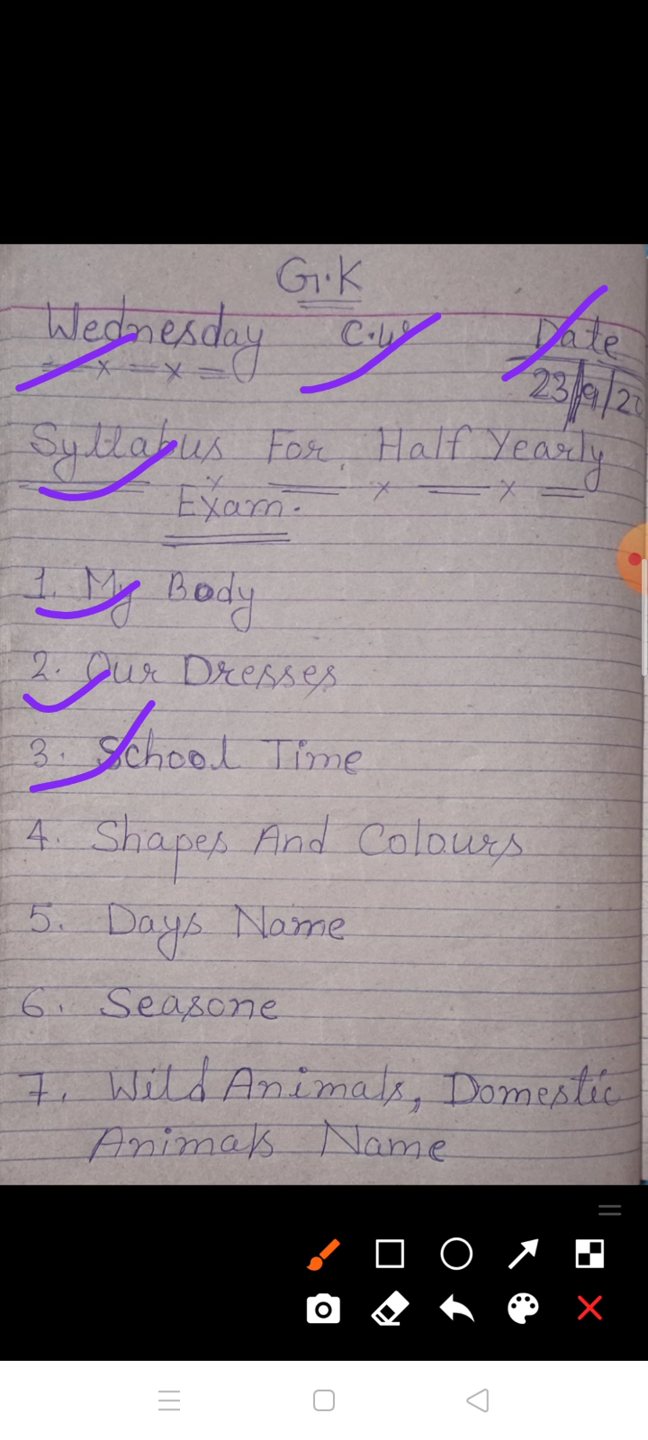 G.K
Wednesday C.W Date
23/9/20
Syllabus For Half Yearly
Exam.
1. My Body
2. Our Dresses
3. School Time
4. Shapes And Colours
5. Days Name
6. Seasone
7. Wild Animals, Domestic
Animals Name